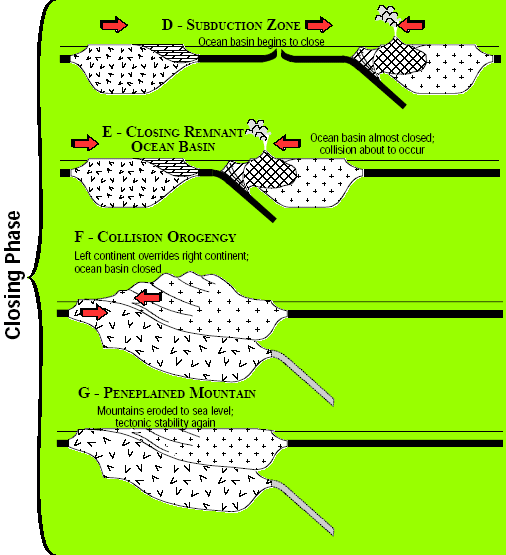 D - Subduction Zone
Ocean basin begins to close
E - Closing Remnant
Ocean Basin
Ocean basin almost closed;
collision about to occur
Closing Phase
F - Collision Orogengy
Left continent overrides right continent;
ocean basin closed
G - Peneplained Mountain
Mountains eroded to sea level;
tectonic stability again